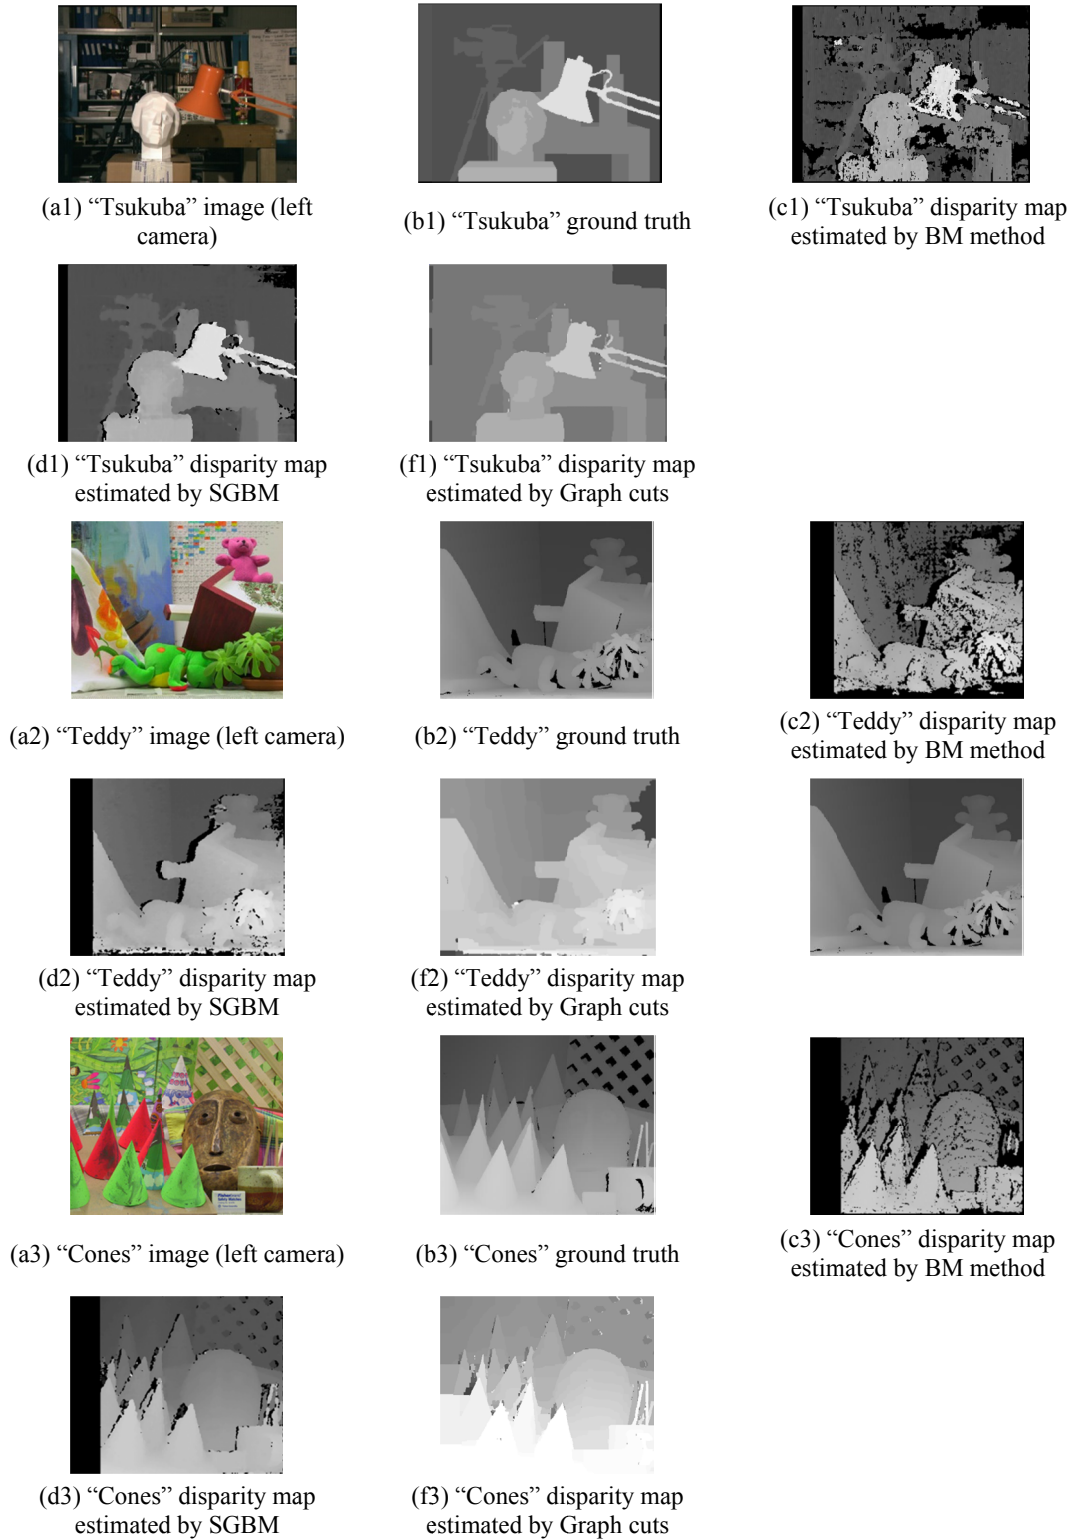 (a1) “Tsukuba” image (left
camera)
(b1) “Tsukuba” ground truth
(c1) “Tsukuba” disparity map
estimated by BM method
(d1) “Tsukuba” disparity map
estimated by SGBM
(f1) “Tsukuba” disparity map
estimated by Graph cuts
(a2) “Teddy” image (left camera)
(b2) “Teddy” ground truth
(c2) “Teddy” disparity map
estimated by BM method
(d2) “Teddy” disparity map
estimated by SGBM
(f2) “Teddy” disparity map
estimated by Graph cuts
(a3) “Cones” image (left camera)
(b3) “Cones” ground truth
(c3) “Cones” disparity map
estimated by BM method
(d3) “Cones” disparity map
estimated by SGBM
(f3) “Cones” disparity map
estimated by Graph cuts